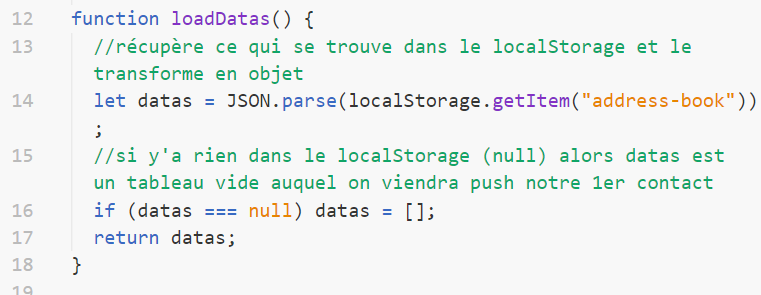 12 function loadDatas() {
13 //récupère ce qui se trouve dans le localStorage et le
transforme en objet
14 let datas = JSON.parse(localStorage.getItem("address-book"))
;
15 //si y'a rien dans le localStorage (null) alors datas est
un tableau vide auquel on viendra push notre 1er contact
16 if (datas === null) datas = [];
17 return datas;
18 }
19